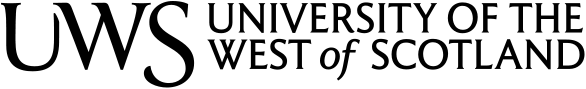 UWS
UNIVERSITY OF THE
WEST of SCOTLAND